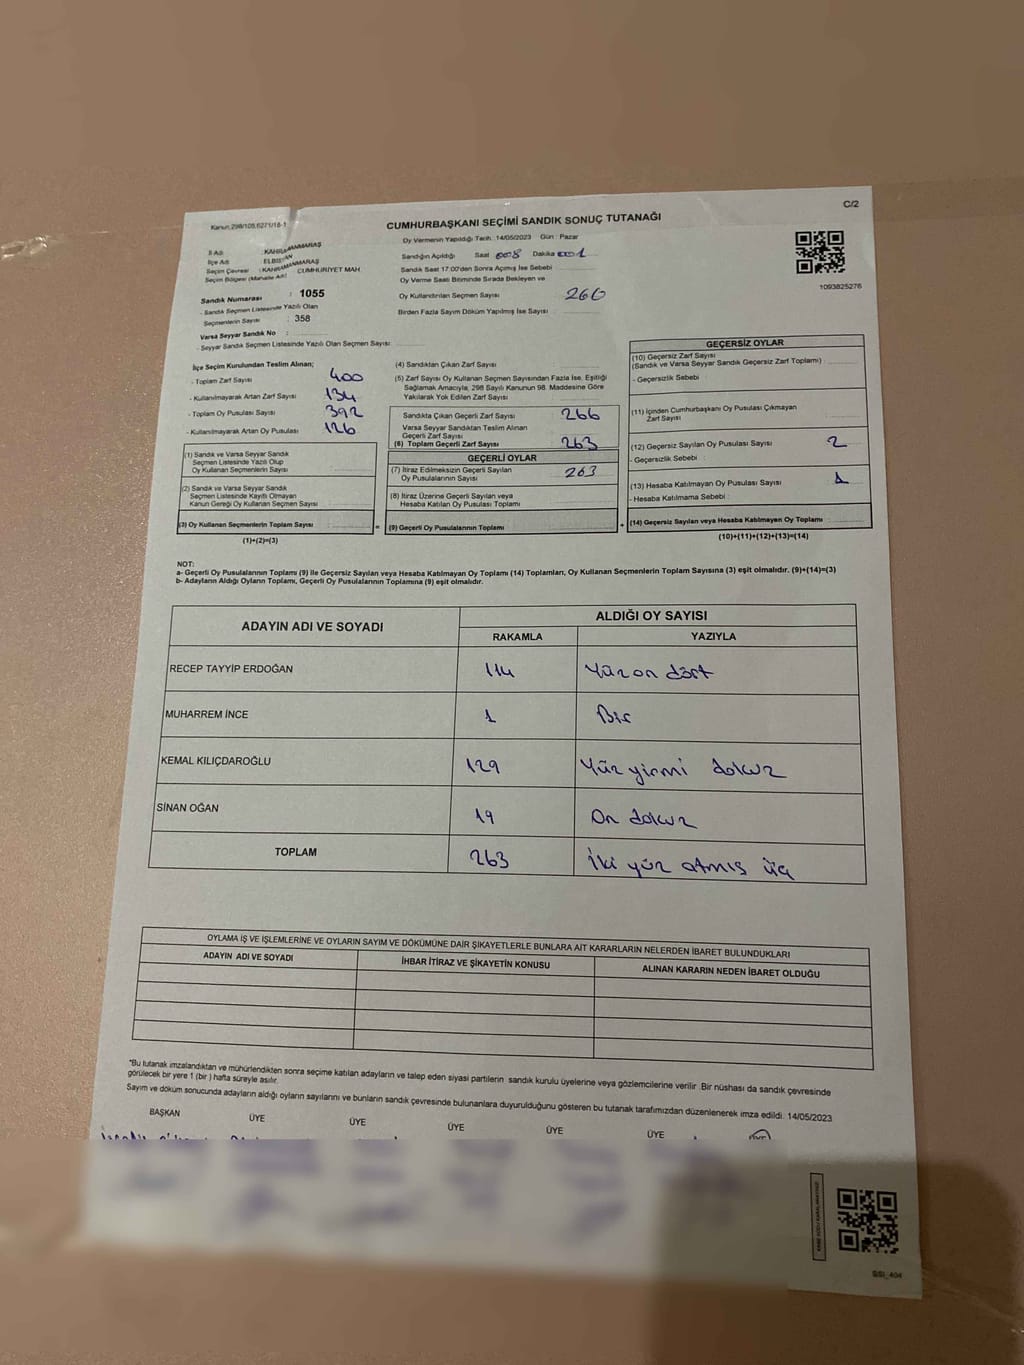 Kanun:298/105,6271/16-1
CUMHURBAŞKANI SEÇİMİ SANDIK SONUÇ TUTANAĞI
C/2
İl Adı : KAHRAMANMARAŞ
İlçe Adı : ELBİSTAN
Seçim Çevresi : KAHRAMANMARAŞ
Seçim Bölgesi (Mahalle Adı) : CUMHURİYET MAH
Sandık Numarası : 1055
- Sandık Seçmen Listesinde Yazılı Olan
Seçmenlerin Sayısı : 358
Varsa Seyyar Sandık No :
- Seyyar Sandık Seçmen Listesinde Yazılı Olan Seçmen Sayısı:
Oy Vermenin Yapıldığı Tarih :14/05/2023 Gün : Pazar
Sandığın Açıldığı Saat 008 Dakika 001
Sandık Saat 17:00'den Sonra Açımış İse Sebebi
Oy Verme Saati Bitiminde Sırada Bekleyen ve
Oy Kullandırılan Seçmen Sayısı 266
Birden Fazla Sayım Döküm Yapılmış İse Sayısı
1093825276
İlçe Seçim Kurulundan Teslim Alınan;
- Toplam Zarf Sayısı 400
- Kullanılmayarak Artan Zarf Sayısı 134
- Toplam Oy Pusulası Sayısı 392
- Kullanılmayarak Artan Oy Pusulası 126
(1) Sandık ve Varsa Seyyar Sandık
Seçmen Listesinde Yazılı Olup
Oy Kullanan Seçmenlerin Sayısı
(2) Sandık ve Varsa Seyyar Sandık
Seçmen Listesinde Kayıtlı Olmayan
Kanun Gereği Oy Kullanan Seçmen Sayısı
(3) Oy Kullanan Seçmenlerin Toplam Sayısı =
(1)+(2)=(3)
(4) Sandıktan Çıkan Zarf Sayısı
(5) Zarf Sayısı Oy Kullanan Seçmen Sayısından Fazla İse, Eşitliği
Sağlamak Amacıyla, 298 Sayılı Kanunun 98. Maddesine Göre
Yakılarak Yok Edilen Zarf Sayısı
Sandıkta Çıkan Geçerli Zarf Sayısı 266
Varsa Seyyar Sandıktan Teslim Alınan
Geçerli Zarf Sayısı
(6) Toplam Geçerli Zarf Sayısı 263
GEÇERLİ OYLAR
(7) İtiraz Edilmeksizin Geçerli Sayılan
Oy Pusulalarının Sayısı 263
(8) İtiraz Üzerine Geçerli Sayılan veya
Hesaba Katılan Oy Pusulası Toplamı
(9) Geçerli Oy Pusulalarının Toplamı +
GEÇERSİZ OYLAR
(10) Geçersiz Zarf Sayısı
(Sandık ve Varsa Seyyar Sandık Geçersiz Zarf Toplamı)
- Geçersizlik Sebebi :
(11) İçinden Cumhurbaşkanı Oy Pusulası Çıkmayan
Zarf Sayısı
(12) Geçersiz Sayılan Oy Pusulası Sayısı 2
- Geçersizlik Sebebi :
(13) Hesaba Katılmayan Oy Pusulası Sayısı 1
- Hesaba Katılmama Sebebi :
(14) Geçersiz Sayılan veya Hesaba Katılmayan Oy Toplamı
(10)+(11)+(12)+(13)=(14)
NOT:
a- Geçerli Oy Pusulalarının Toplamı (9) İle Geçersiz Sayılan veya Hesaba Katılmayan Oy Toplamı (14) Toplamları, Oy Kullanan Seçmenlerin Toplam Sayısına (3) eşit olmalıdır. (9)+(14)=(3)
b- Adayların Aldığı Oyların Toplamı, Geçerli Oy Pusulalarının Toplamına (9) eşit olmalıdır.
ADAYIN ADI VE SOYADI
ALDIĞI OY SAYISI
RAKAMLA YAZIYLA
RECEP TAYYİP ERDOĞAN 114 Yüz on dört
MUHARREM İNCE 1 Bir
KEMAL KILIÇDAROĞLU 129 Yüz yirmi dokuz
SİNAN OĞAN 19 On dokuz
TOPLAM 263 İki yüz atmış üç
OYLAMA İŞ VE İŞLEMLERİNE VE OYLARIN SAYIM VE DÖKÜMÜNE DAİR ŞİKAYETLERLE BUNLARA AİT KARARLARIN NELERDEN İBARET BULUNDUKLARI
ADAYIN ADI VE SOYADI İHBAR İTİRAZ VE ŞİKAYETİN KONUSU ALINAN KARARIN NEDEN İBARET OLDUĞU
*Bu tutanak imzalandıktan ve mühürlendikten sonra seçime katılan adayların ve talep eden siyasi partilerin sandık kurulu üyelerine veya gözlemcilerine verilir. Bir nüshası da sandık çevresinde
görülecek bir yere 1 (bir ) hafta süreyle asılır.
Sayım ve döküm sonucunda adayların aldığı oyların sayılarını ve bunların sandık çevresinde bulunanlara duyurulduğunu gösteren bu tutanak tarafımızdan düzenlenerek imza edildi. 14/05/2023
BAŞKAN ÜYE ÜYE ÜYE ÜYE ÜYE ÜYE
SSİ_404